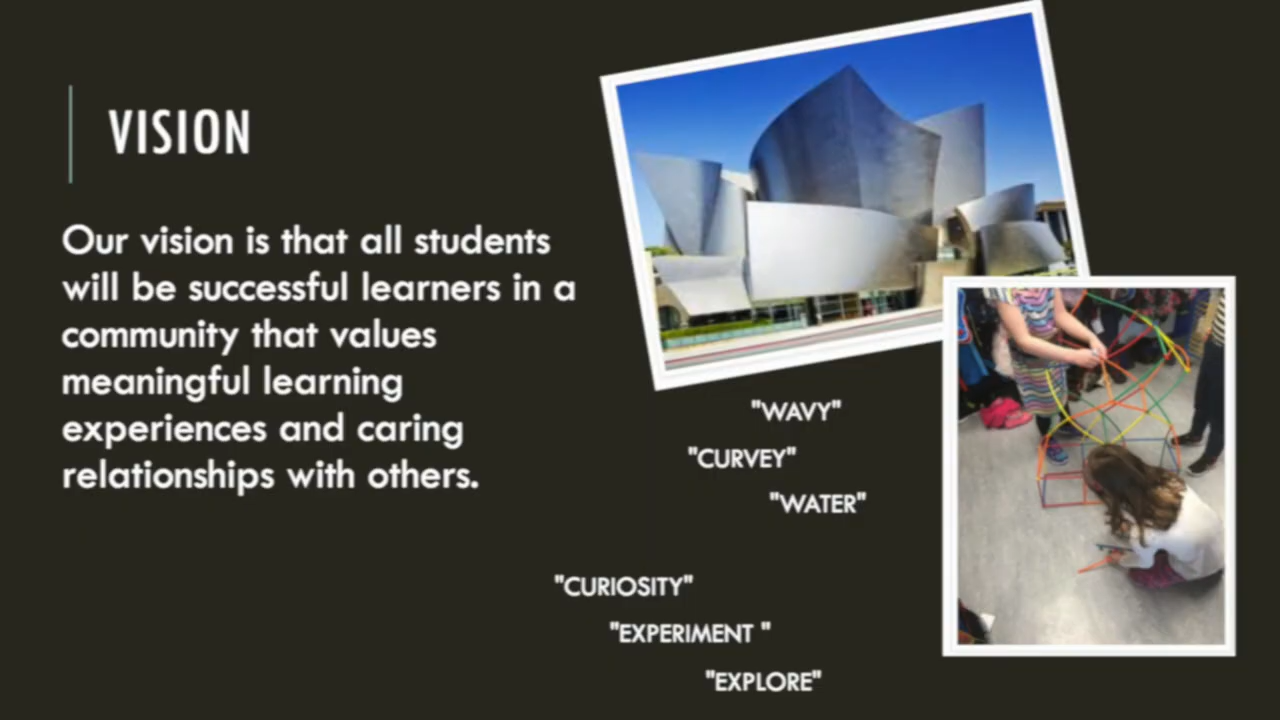 VISION
Our vision is that all students
will be successful learners in a
community that values
meaningful learning
experiences and caring
relationships with others.
"WAVY"
"CURVEY"
"WATER"
"CURIOSITY"
"EXPERIMENT "
"EXPLORE"